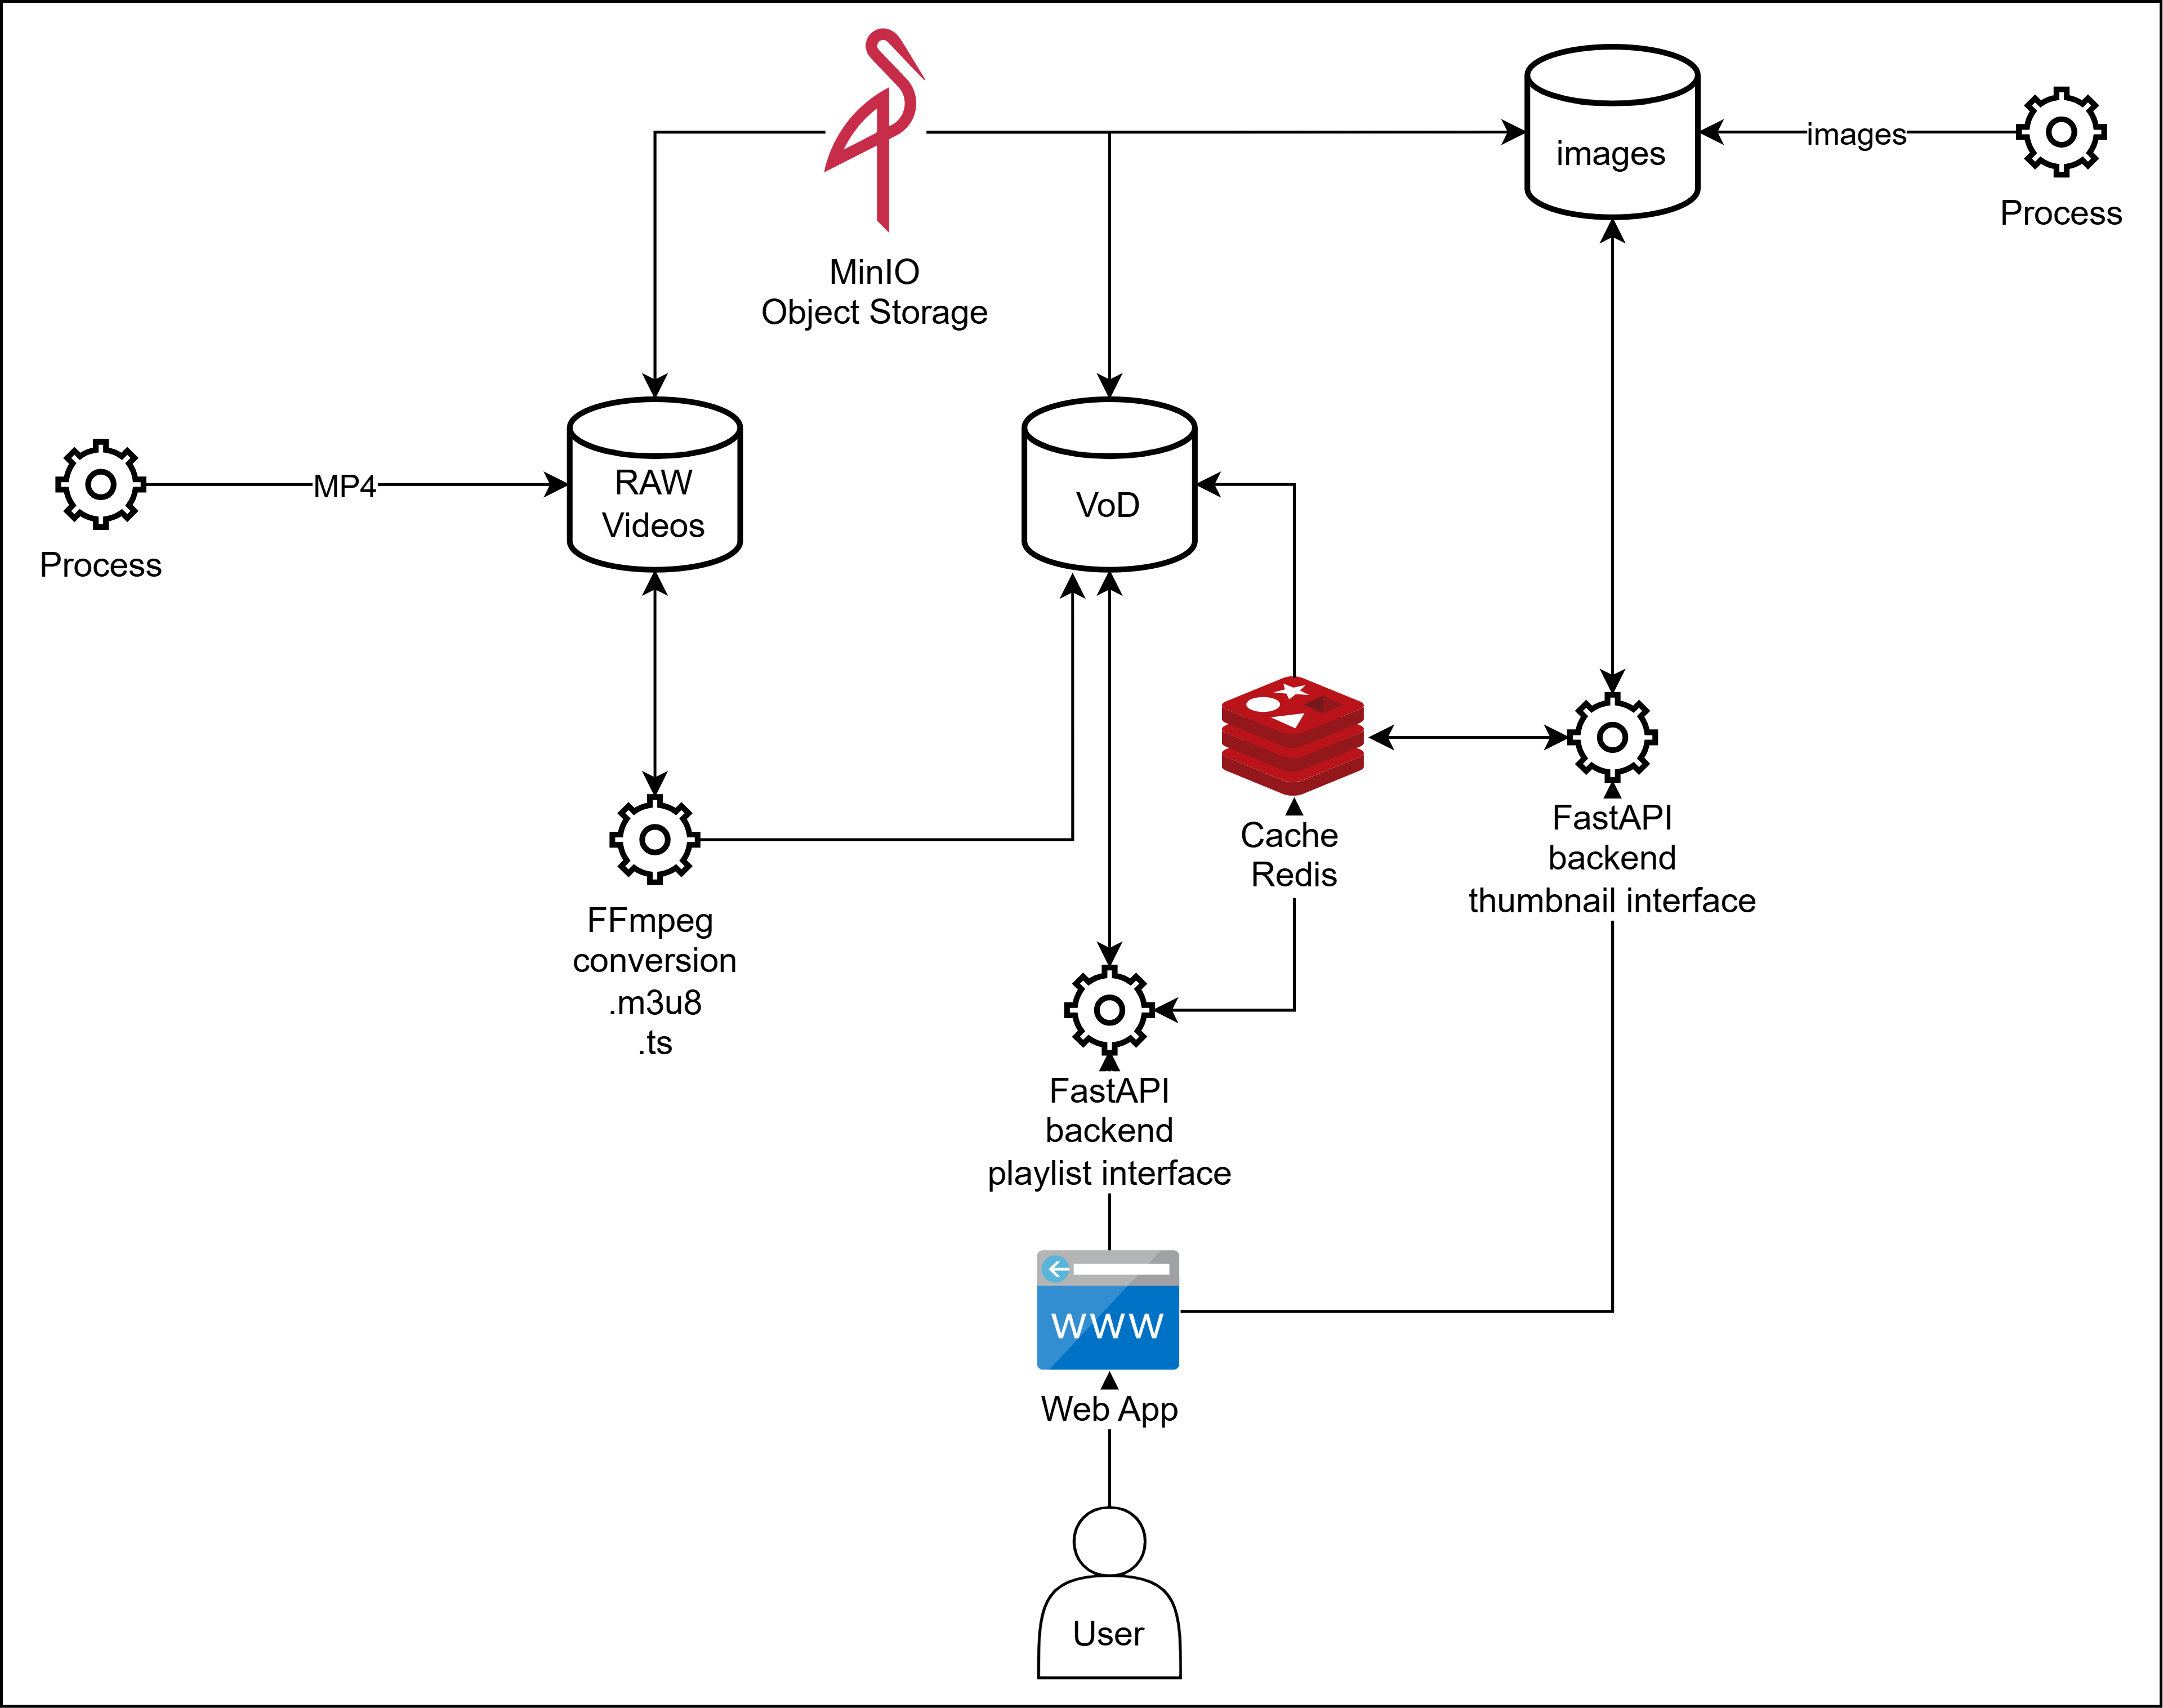 MinIO
Object Storage
images
images
Process
MP4
Process
RAW
Videos
VoD
Cache
Redis
FastAPI
backend
thumbnail interface
FFmpeg
conversion
.m3u8
.ts
FastAPI
backend
playlist interface
WWW
Web App
User